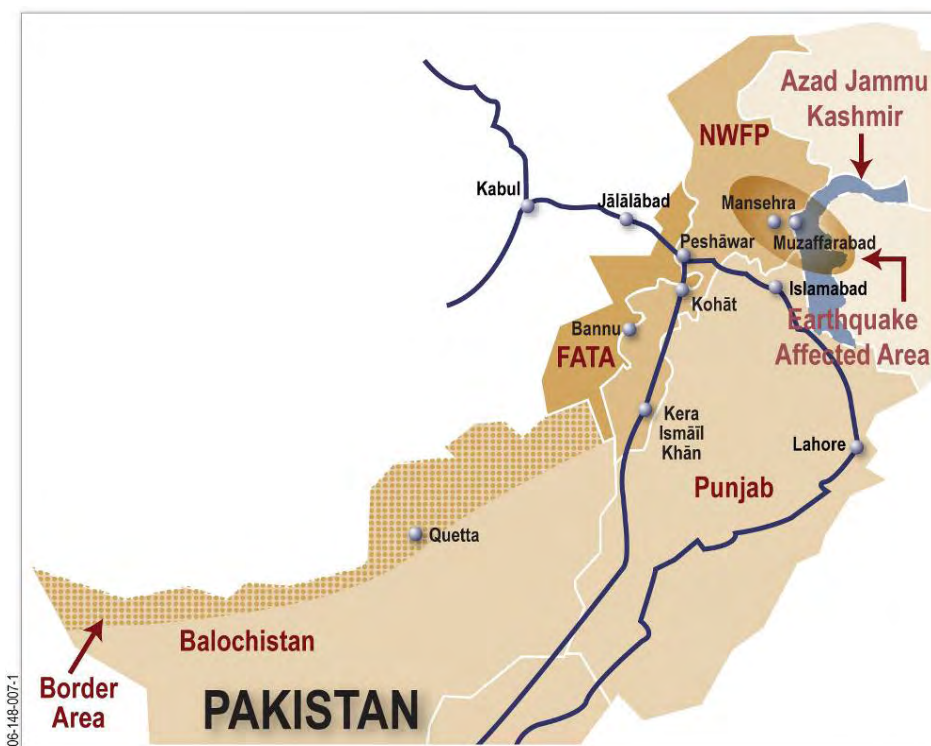 Azad Jammu
Kashmir
NWFP
Kabul
Jālālābad
Mansehra
Muzaffarabad
Peshāwar
Islamabad
Kohāt
Earthquake
Affected Area
Bannu
FATA
Kera
Ismāīl
Khān
Lahore
Punjab
Quetta
Balochistan
Border
Area
PAKISTAN
06-148-007-1